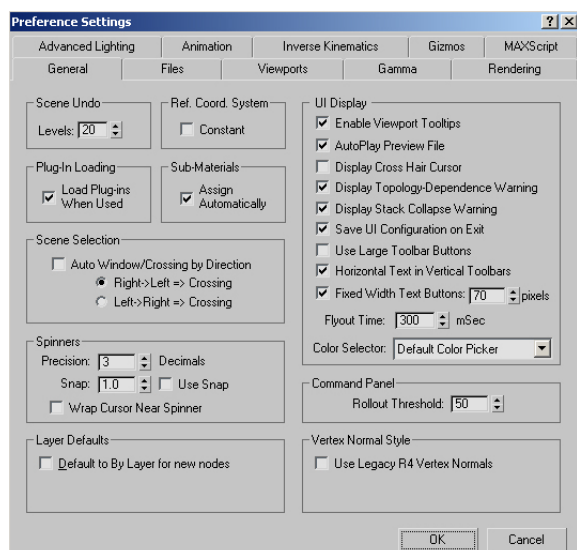 Preference Settings
Advanced Lighting Animation Inverse Kinematics Gizmos MAXScript
General Files Viewports Gamma Rendering
Scene Undo
Levels: 20
Ref. Coord. System
Constant
Plug-In Loading
Load Plug-ins
When Used
Sub-Materials
Assign
Automatically
Scene Selection
Auto Window/Crossing by Direction
Right->Left => Crossing
Left->Right => Crossing
Spinners
Precision: 3 Decimals
Snap: 1.0 Use Snap
Wrap Cursor Near Spinner
Layer Defaults
Default to By Layer for new nodes
UI Display
Enable Viewport Tooltips
AutoPlay Preview File
Display Cross Hair Cursor
Display Topology-Dependence Warning
Display Stack Collapse Warning
Save UI Configuration on Exit
Use Large Toolbar Buttons
Horizontal Text in Vertical Toolbars
Fixed Width Text Buttons: 70 pixels
Flyout Time: 300 mSec
Color Selector: Default Color Picker
Command Panel
Rollout Threshold: 50
Vertex Normal Style
Use Legacy R4 Vertex Normals
OK Cancel